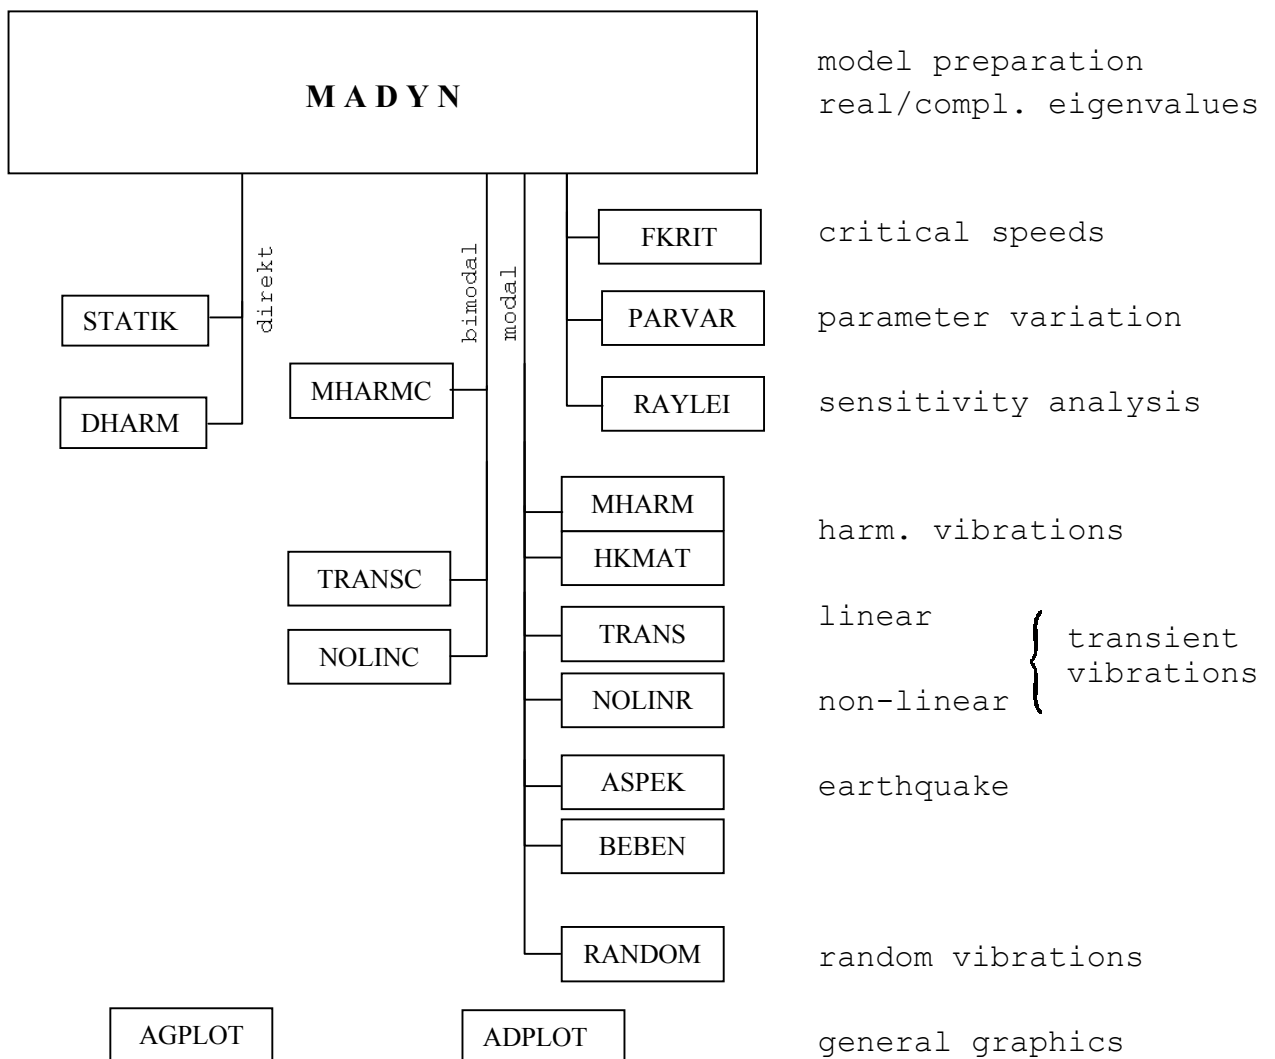 M A D Y N
model preparation
real/compl. eigenvalues
direkt
bimodal
modal
FKRIT
critical speeds
STATIK
PARVAR
parameter variation
MHARMC
RAYLEI
sensitivity analysis
DHARM
MHARM
harm. vibrations
HKMAT
TRANSC
TRANS
linear
transient
vibrations
NOLINC
NOLINR
non-linear
ASPEK
earthquake
BEBEN
RANDOM
random vibrations
AGPLOT
ADPLOT
general graphics